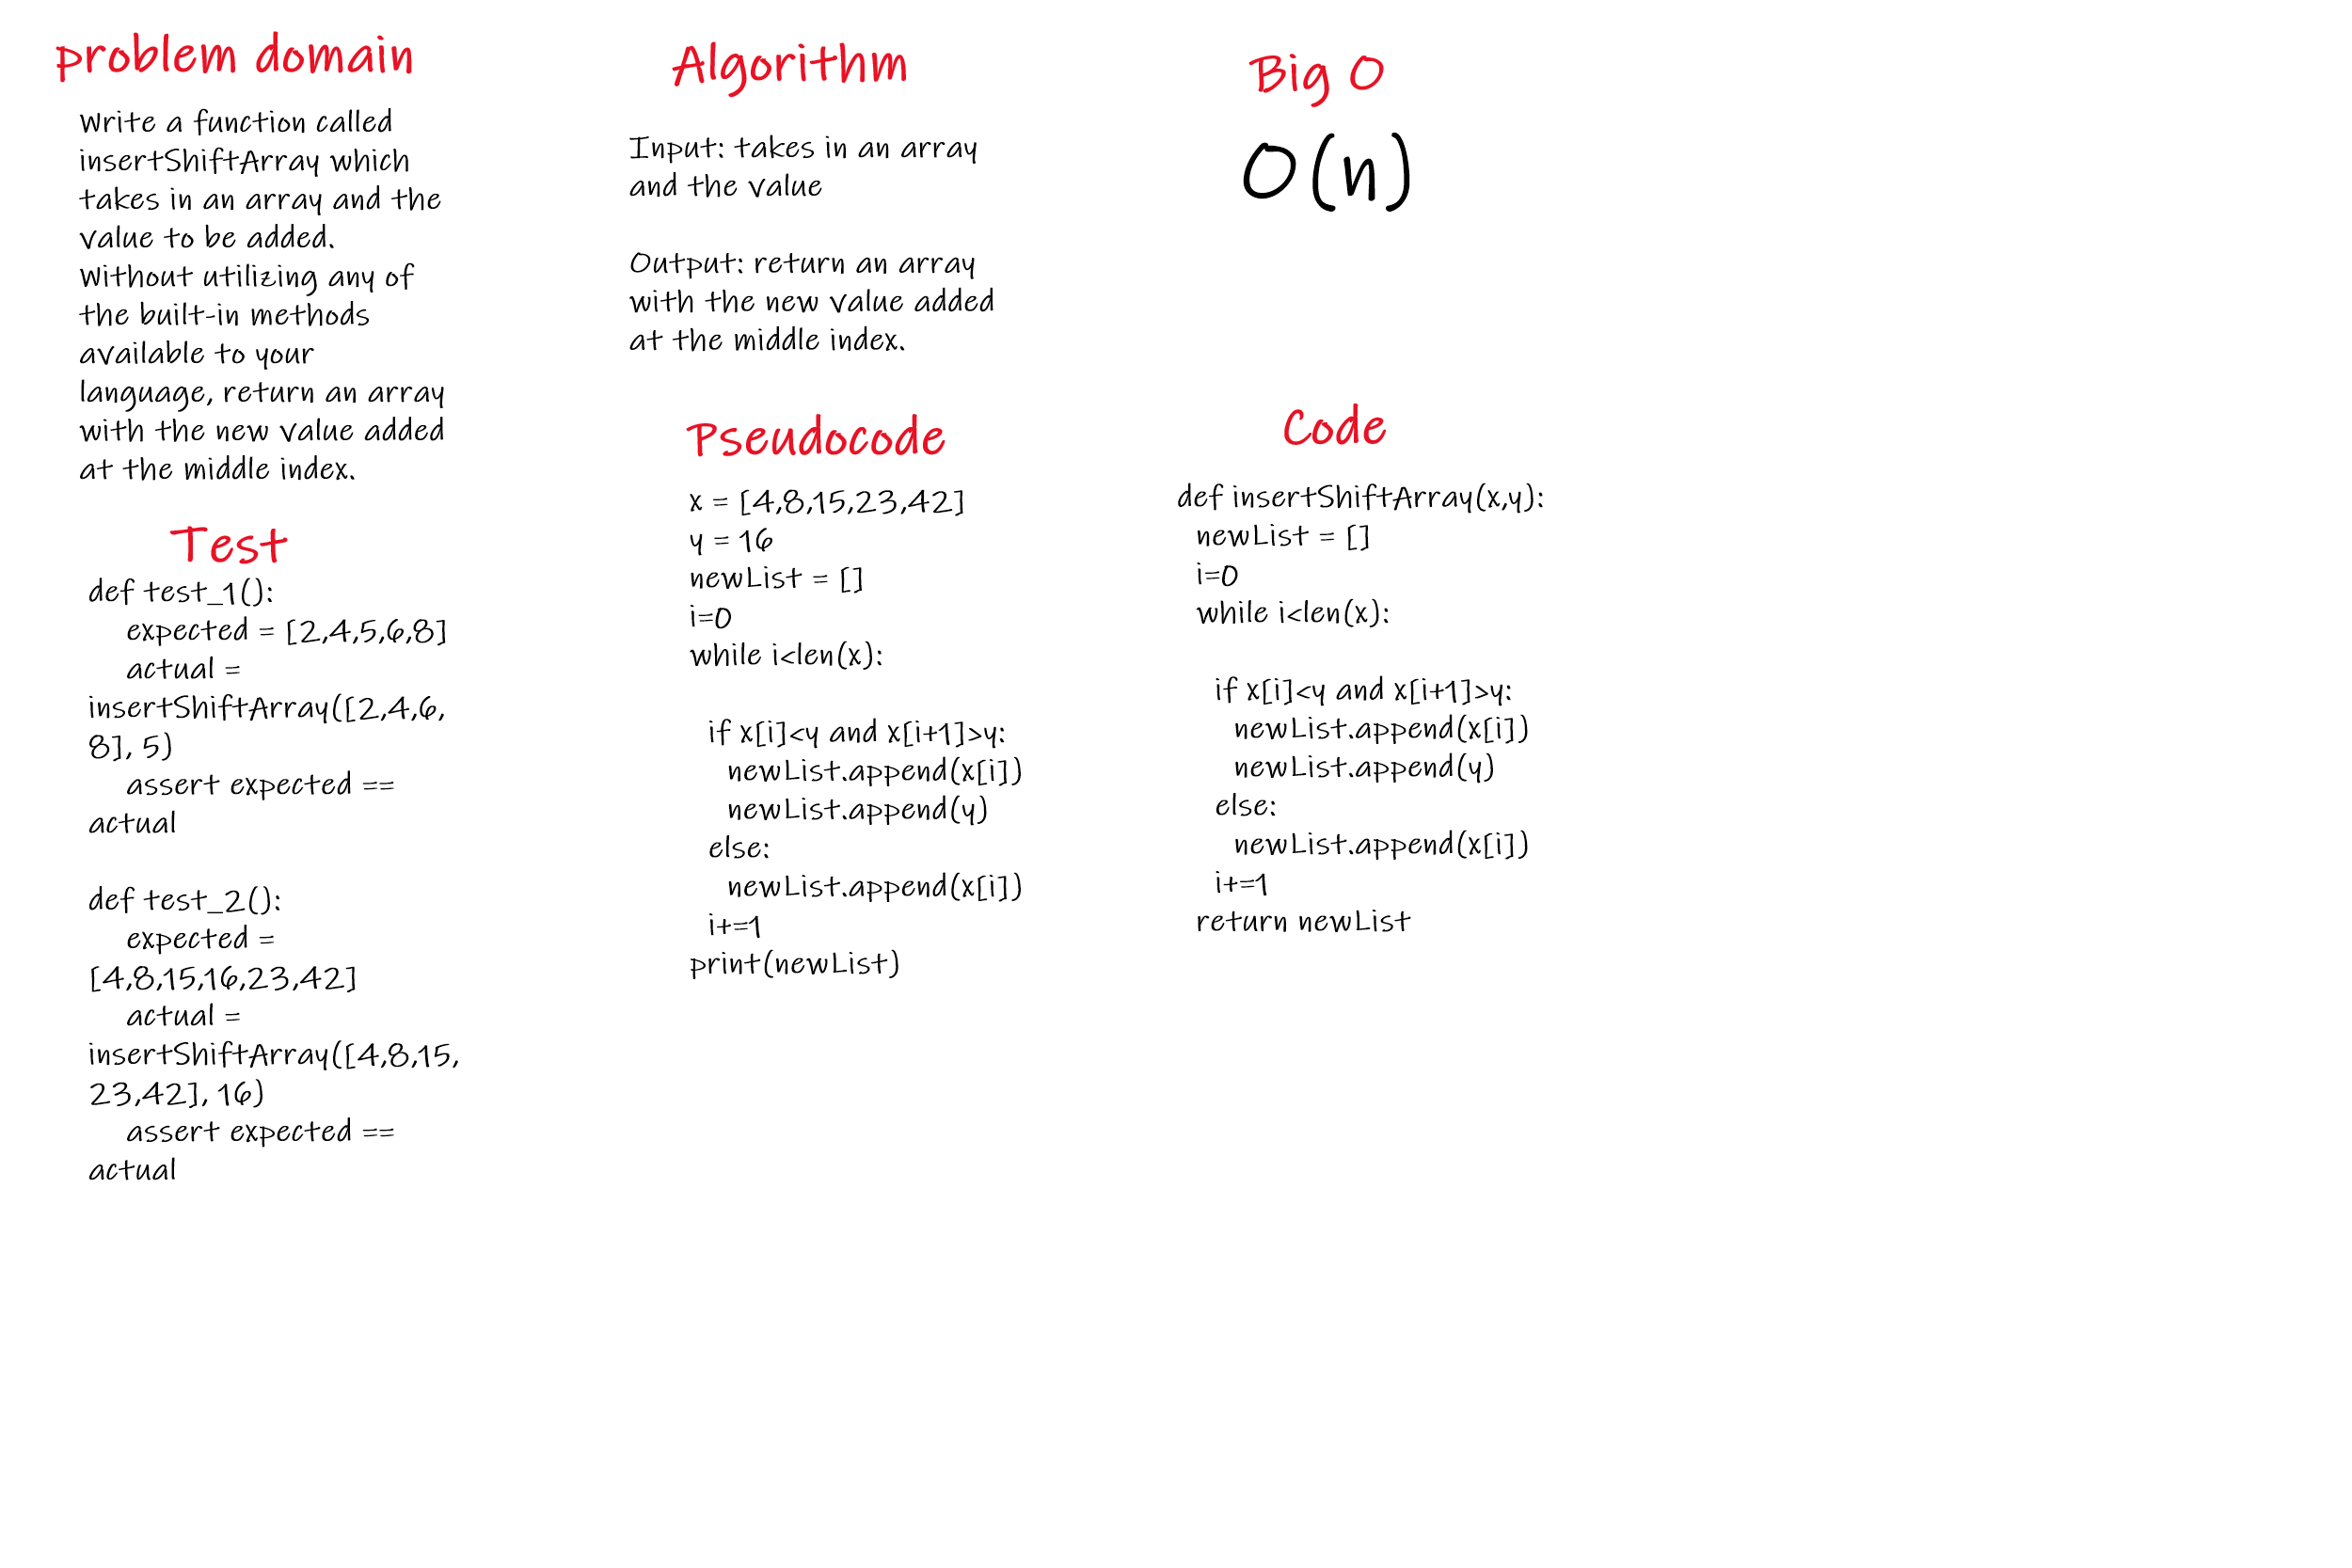 problem domain
Write a function called
insertShiftArray which
takes in an array and the
value to be added.
Without utilizing any of
the built-in methods
available to your
language, return an array
with the new value added
at the middle index.
Test
def test_1():
expected = [2,4,5,6,8]
actual =
insertShiftArray([2,4,6,
8], 5)
assert expected ==
actual
def test_2():
expected =
[4,8,15,16,23,42]
actual =
insertShiftArray([4,8,15,
23,42], 16)
assert expected ==
actual
Algorithm
Input: takes in an array
and the value
Output: return an array
with the new value added
at the middle index.
Pseudocode
x = [4,8,15,23,42]
y = 16
newList = []
i=0
while i<len(x):
if x[i]<y and x[i+1]>y:
newList.append(x[i])
newList.append(y)
else:
newList.append(x[i])
i+=1
print(newList)
Big O
O(n)
Code
def insertShiftArray(x,y):
newList = []
i=0
while i<len(x):
if x[i]<y and x[i+1]>y:
newList.append(x[i])
newList.append(y)
else:
newList.append(x[i])
i+=1
return newList